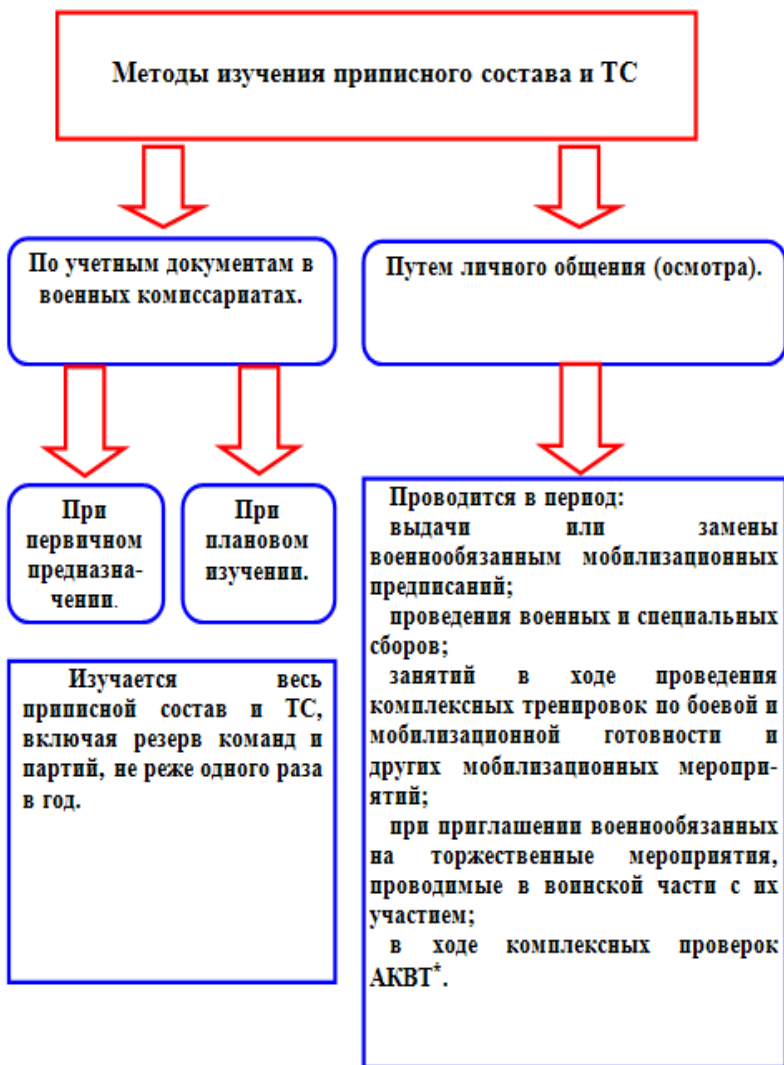 Методы изучения приписного состава и ТС
По учетным документам в
военных комиссариатах.
Путем личного общения (осмотра).
При
первичном
предназна-
чении.
При
плановом
изучении.
Изучается весь
приписной состав и ТС,
включая резерв команд и
партий, не реже одного раза
в год.
Проводится в период:
выдачи или замены
военнообязанным мобилизационных
предписаний;
проведения военных и специальных
сборов;
занятий в ходе проведения
комплексных тренировок по боевой и
мобилизационной готовности и
других мобилизационных меропри-
ятий;
при приглашении военнообязанных
на торжественные мероприятия,
проводимые в воинской части с их
участием;
в ходе комплексных проверок
АКВТ*.